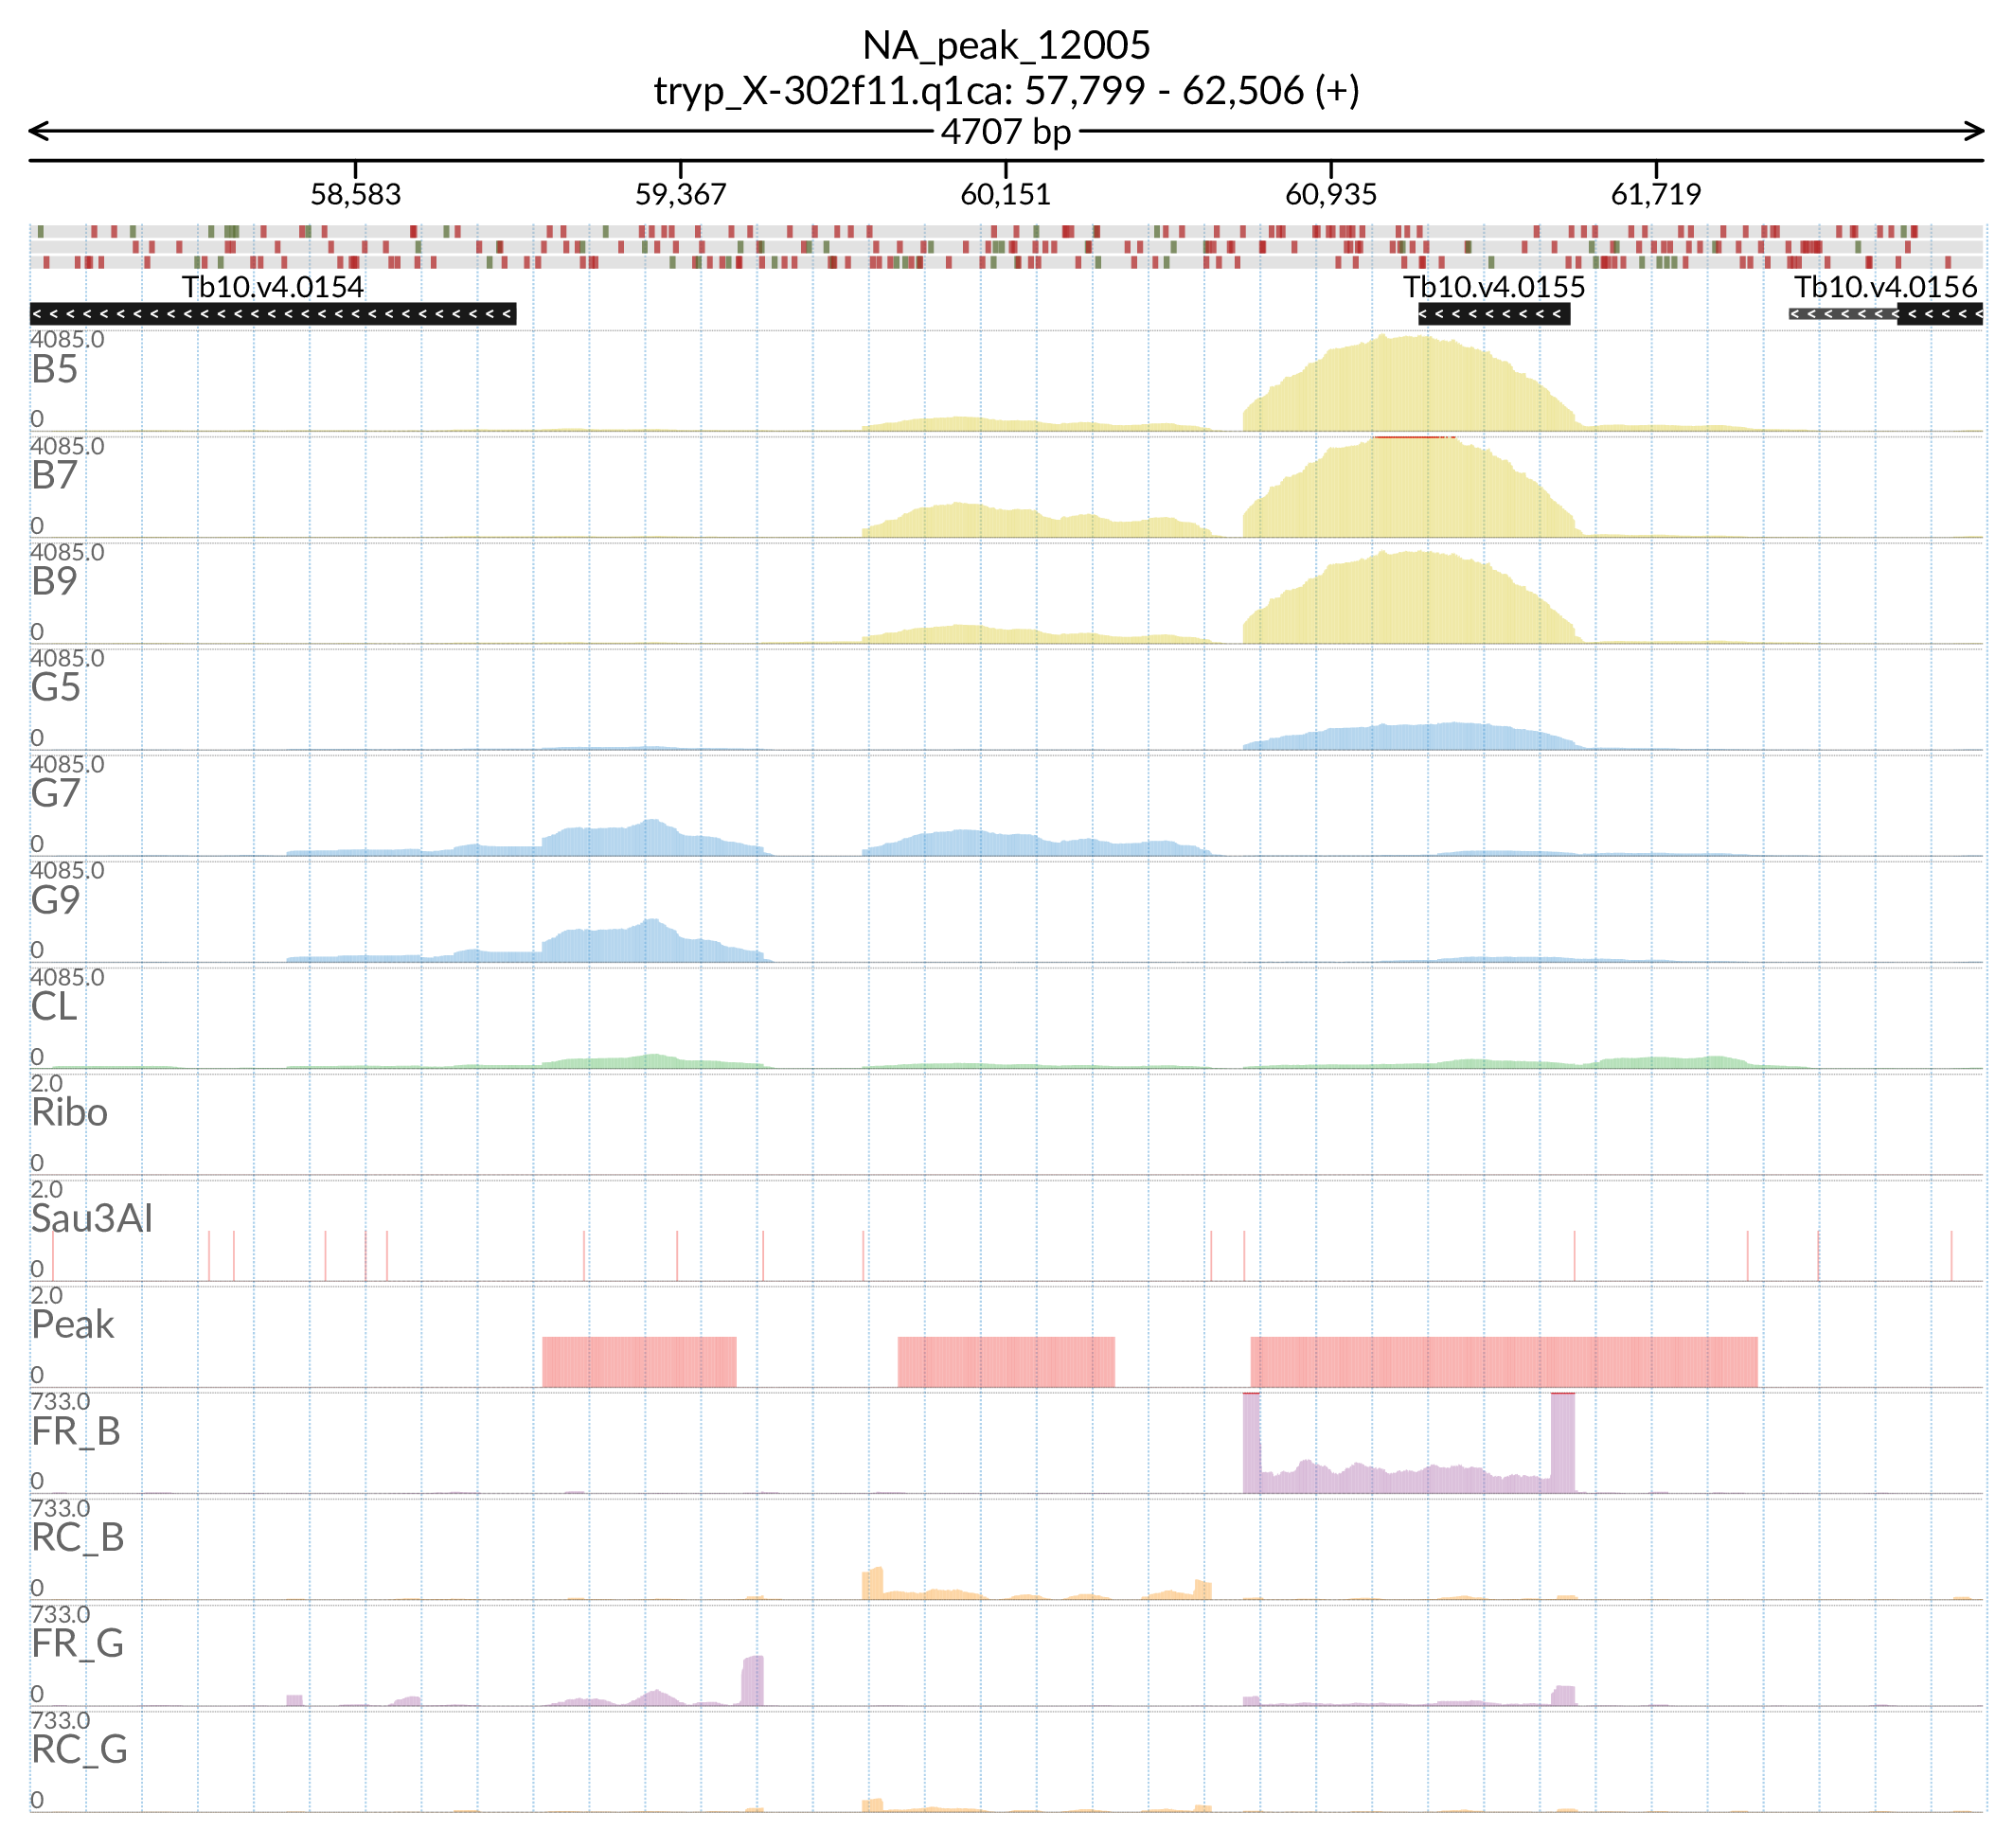 NA_peak_12005
tryp_X-302f11.q1ca: 57,799 - 62,506 (+)
4707 bp
58,583 59,367 60,151 60,935 61,719
Tb10.v4.0154 Tb10.v4.0155 Tb10.v4.0156
4085.0
B5
0
4085.0
B7
0
4085.0
B9
0
4085.0
G5
0
4085.0
G7
0
4085.0
G9
0
4085.0
CL
0
2.0
Ribo
0
2.0
Sau3AI
0
2.0
Peak
0
733.0
FR_B
0
733.0
RC_B
0
733.0
FR_G
0
733.0
RC_G
0